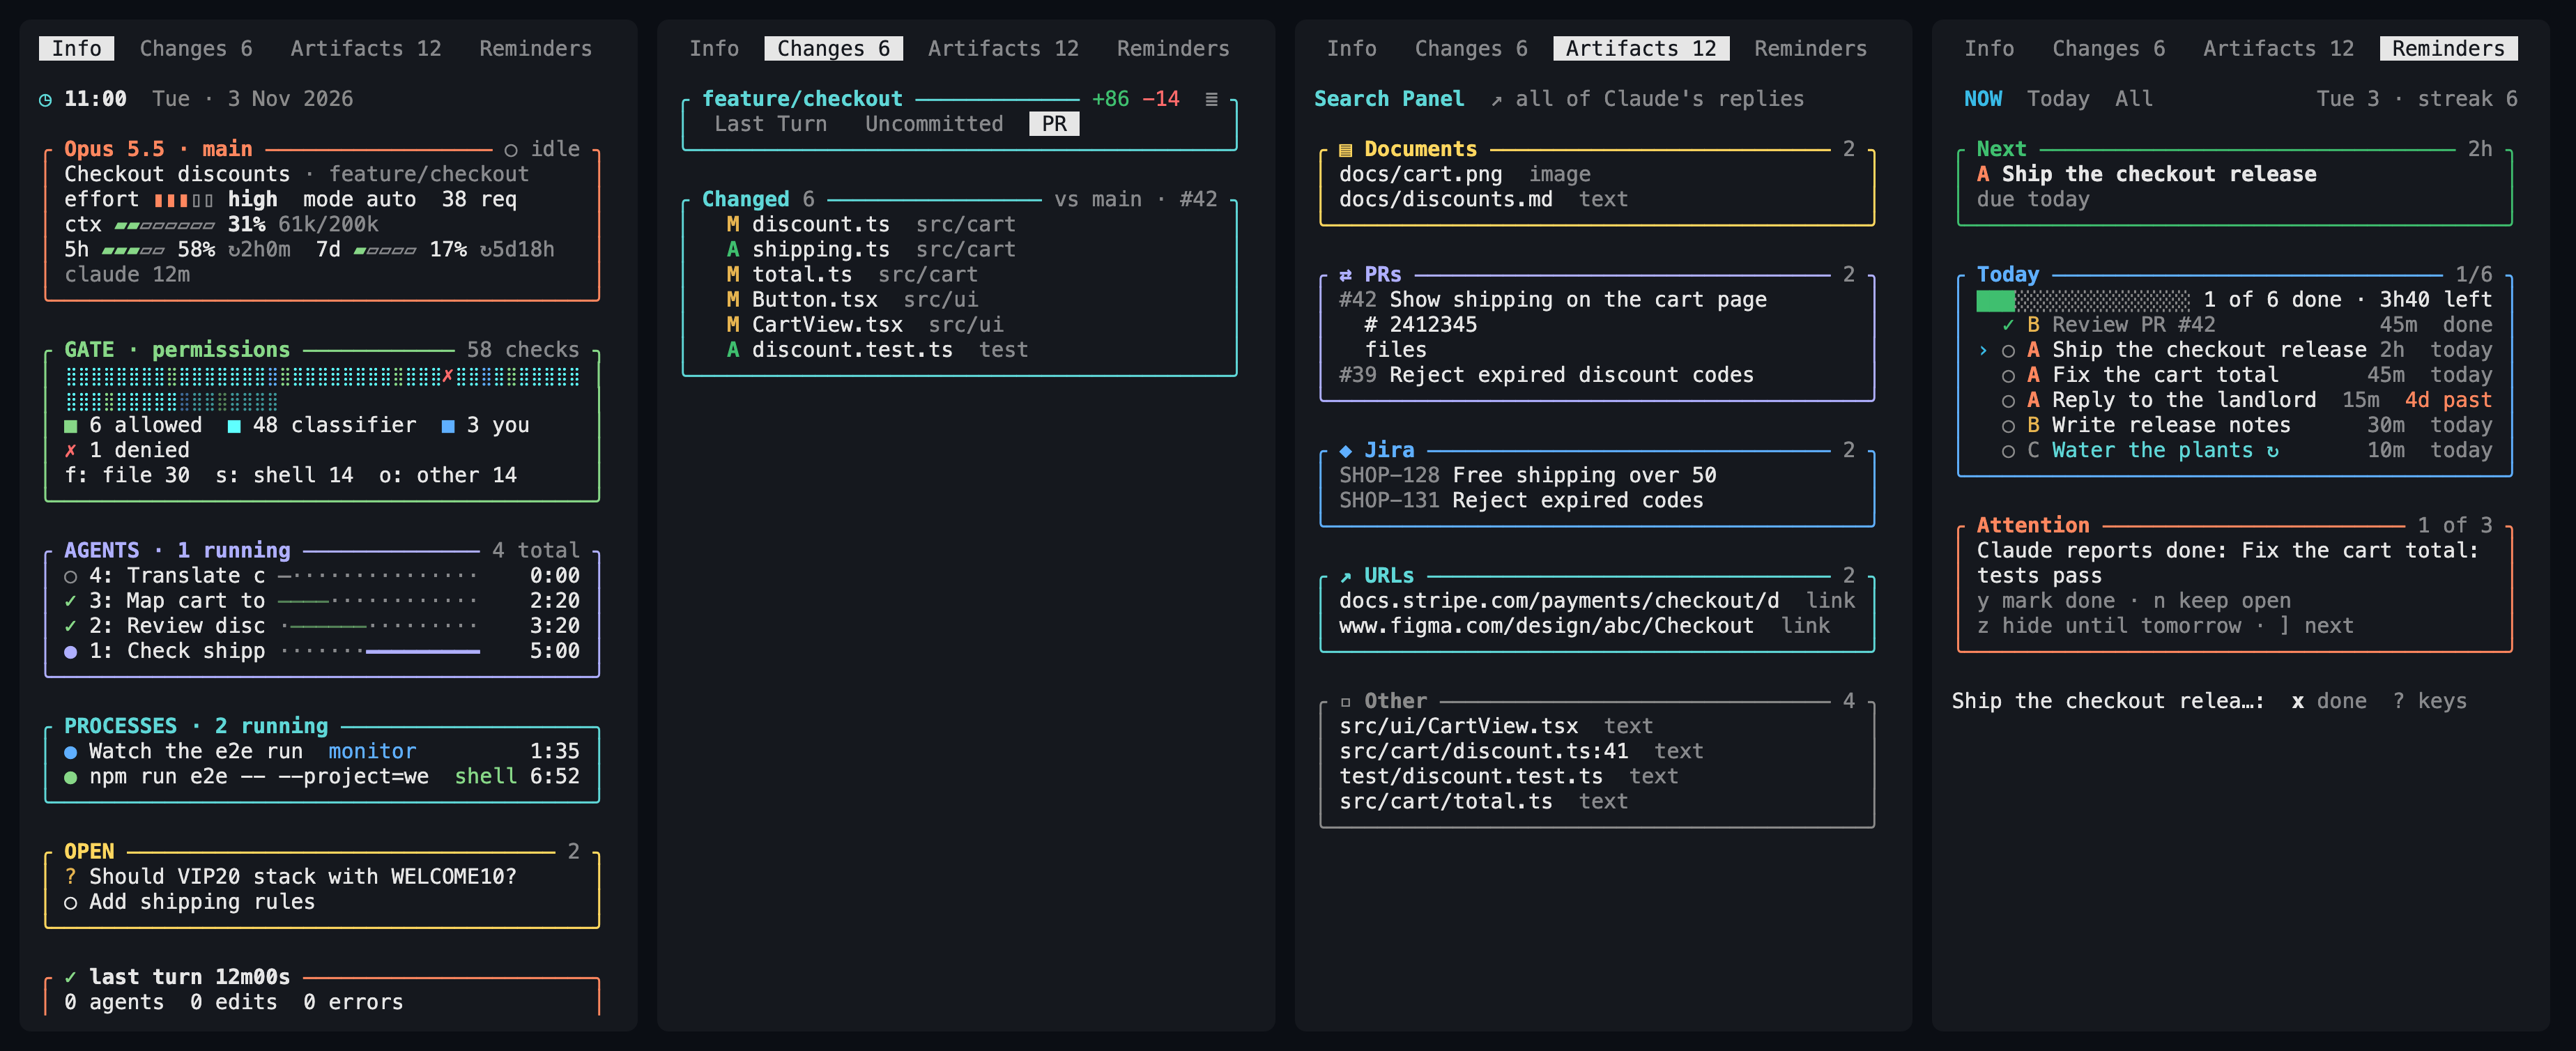 Info Changes 6 Artifacts 12 Reminders
11:00 Tue · 3 Nov 2026
Opus 5.5 · main ○ idle
Checkout discounts · feature/checkout
effort ▮▮▮▯▯ high mode auto 38 req
ctx ▰▰▱▱▱▱▱▱ 31% 61k/200k
5h ▰▰▰▱▱ 58% ↻2h0m 7d ▰▱▱▱▱ 17% ↻5d18h
claude 12m
GATE · permissions 58 checks
■ 6 allowed ■ 48 classifier ■ 3 you
✗ 1 denied
f: file 30 s: shell 14 o: other 14
AGENTS · 1 running 4 total
○ 4: Translate c 0:00
✓ 3: Map cart to 2:20
✓ 2: Review disc 3:20
● 1: Check shipp 5:00
PROCESSES · 2 running
● Watch the e2e run monitor 1:35
● npm run e2e -- --project=we shell 6:52
OPEN 2
? Should VIP20 stack with WELCOME10?
○ Add shipping rules
✓ last turn 12m00s
0 agents 0 edits 0 errors
Info Changes 6 Artifacts 12 Reminders
feature/checkout +86 −14 ≣
Last Turn Uncommitted PR
Changed 6 vs main · #42
M discount.ts src/cart
A shipping.ts src/cart
M total.ts src/cart
M Button.tsx src/ui
M CartView.tsx src/ui
A discount.test.ts test
Info Changes 6 Artifacts 12 Reminders
Search Panel ↗ all of Claude's replies
▤ Documents 2
docs/cart.png image
docs/discounts.md text
⇄ PRs 2
#42 Show shipping on the cart page
# 2412345
files
#39 Reject expired discount codes
◆ Jira 2
SHOP-128 Free shipping over 50
SHOP-131 Reject expired codes
↗ URLs 2
docs.stripe.com/payments/checkout/d link
www.figma.com/design/abc/Checkout link
▫ Other 4
src/ui/CartView.tsx text
src/cart/discount.ts:41 text
test/discount.test.ts text
src/cart/total.ts text
Info Changes 6 Artifacts 12 Reminders
NOW Today All Tue 3 · streak 6
Next 2h
A Ship the checkout release
due today
Today 1/6
1 of 6 done · 3h40 left
✓ B Review PR #42 45m done
› ○ A Ship the checkout release 2h today
○ A Fix the cart total 45m today
○ A Reply to the landlord 15m 4d past
○ B Write release notes 30m today
○ C Water the plants ↻ 10m today
Attention 1 of 3
Claude reports done: Fix the cart total:
tests pass
y mark done · n keep open
z hide until tomorrow · ] next
Ship the checkout relea…: x done ? keys